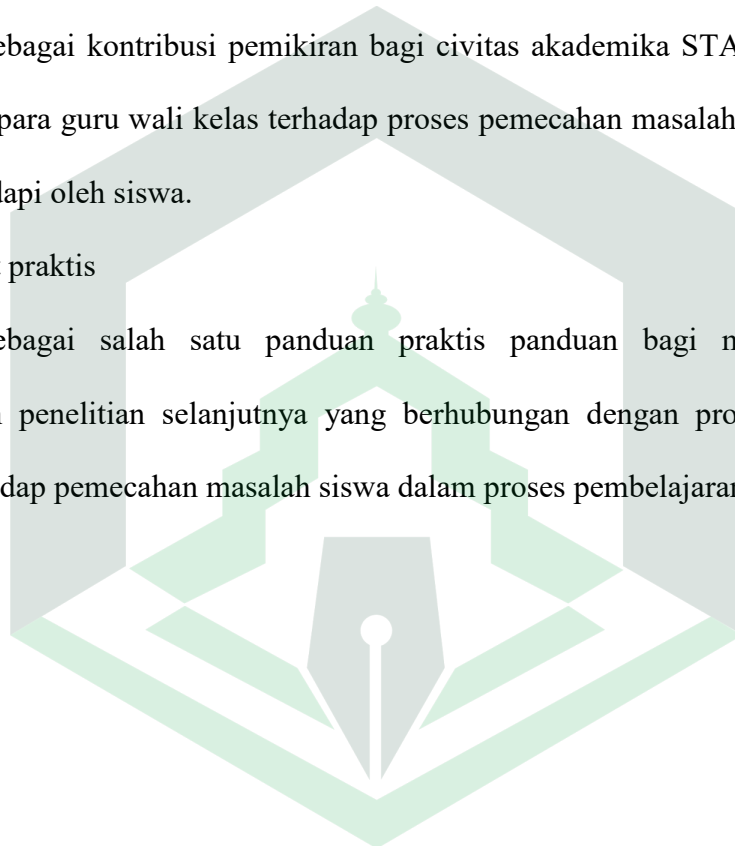 ebagai kontribusi pemikiran bagi civitas akademika STA
para guru wali kelas terhadap proses pemecahan masalah
dapi oleh siswa.
praktis
ebagai salah satu panduan praktis panduan bagi m
penelitian selanjutnya yang berhubungan dengan pro
dap pemecahan masalah siswa dalam proses pembelajaran